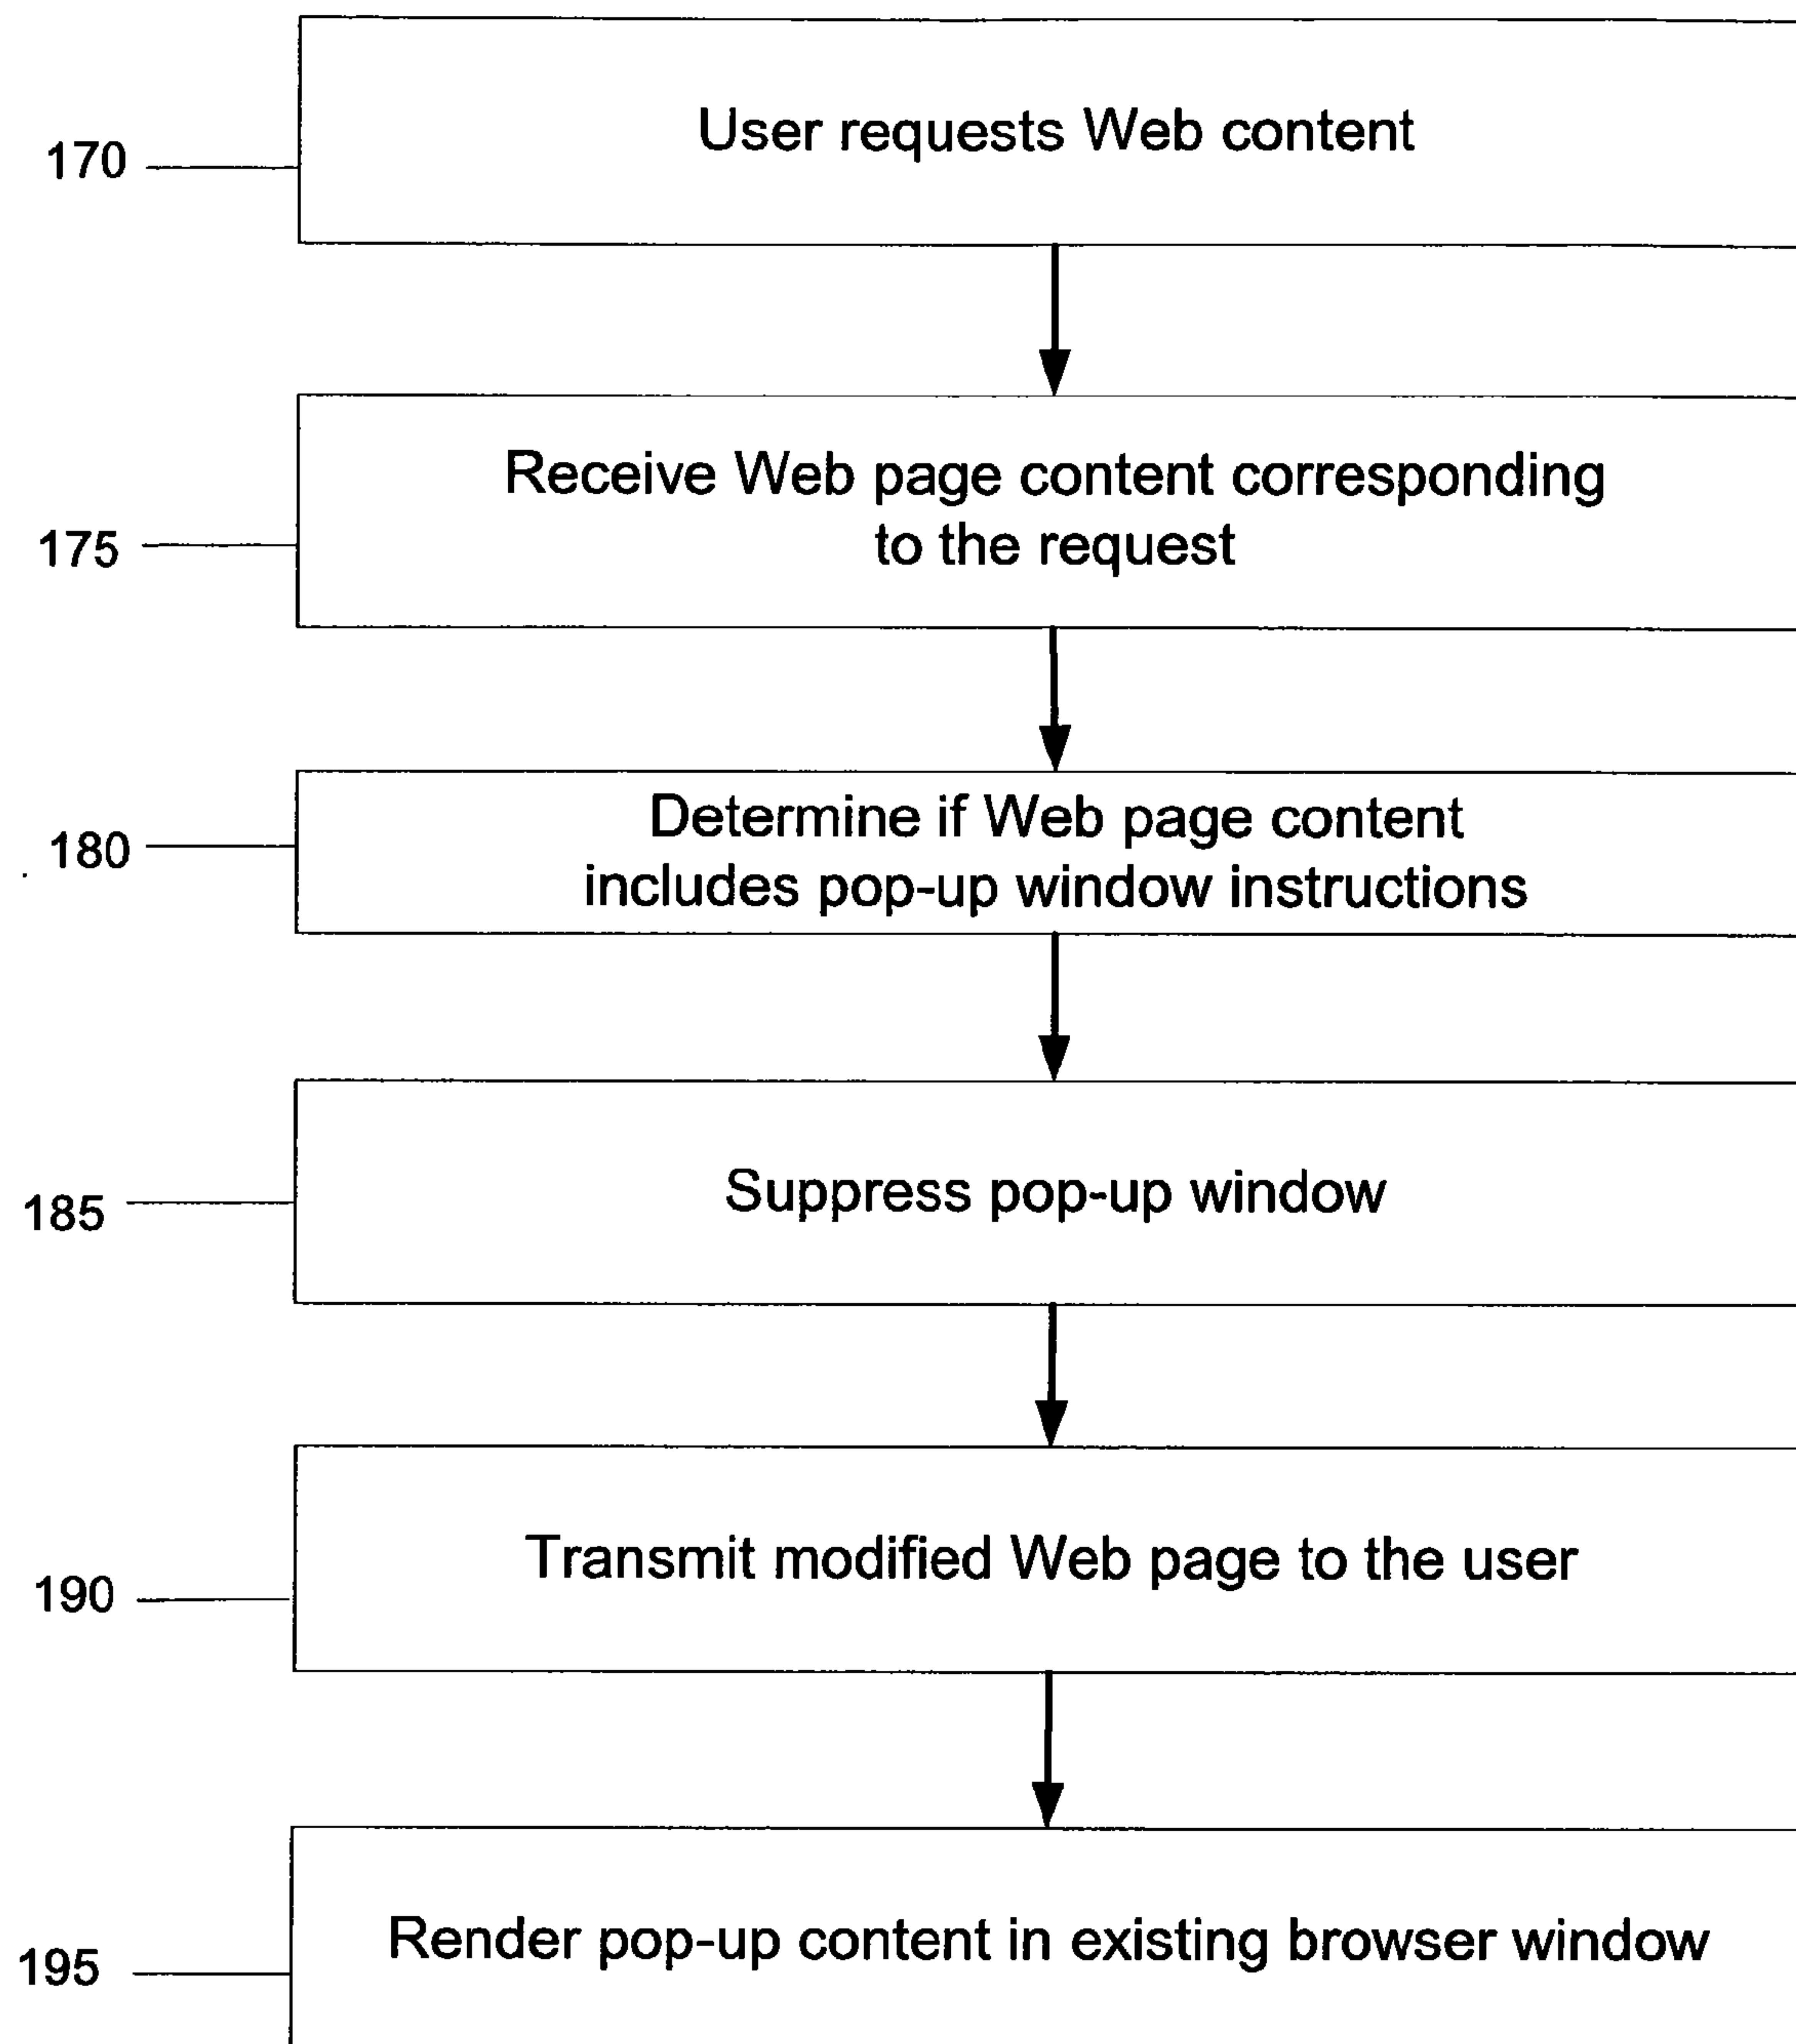 User requests Web content
170
Receive Web page content corresponding
to the request
175
Determine if Web page content
includes pop-up window instructions
180
Suppress pop-up window
185
Transmit modified Web page to the user
190
Render pop-up content in existing browser window
195